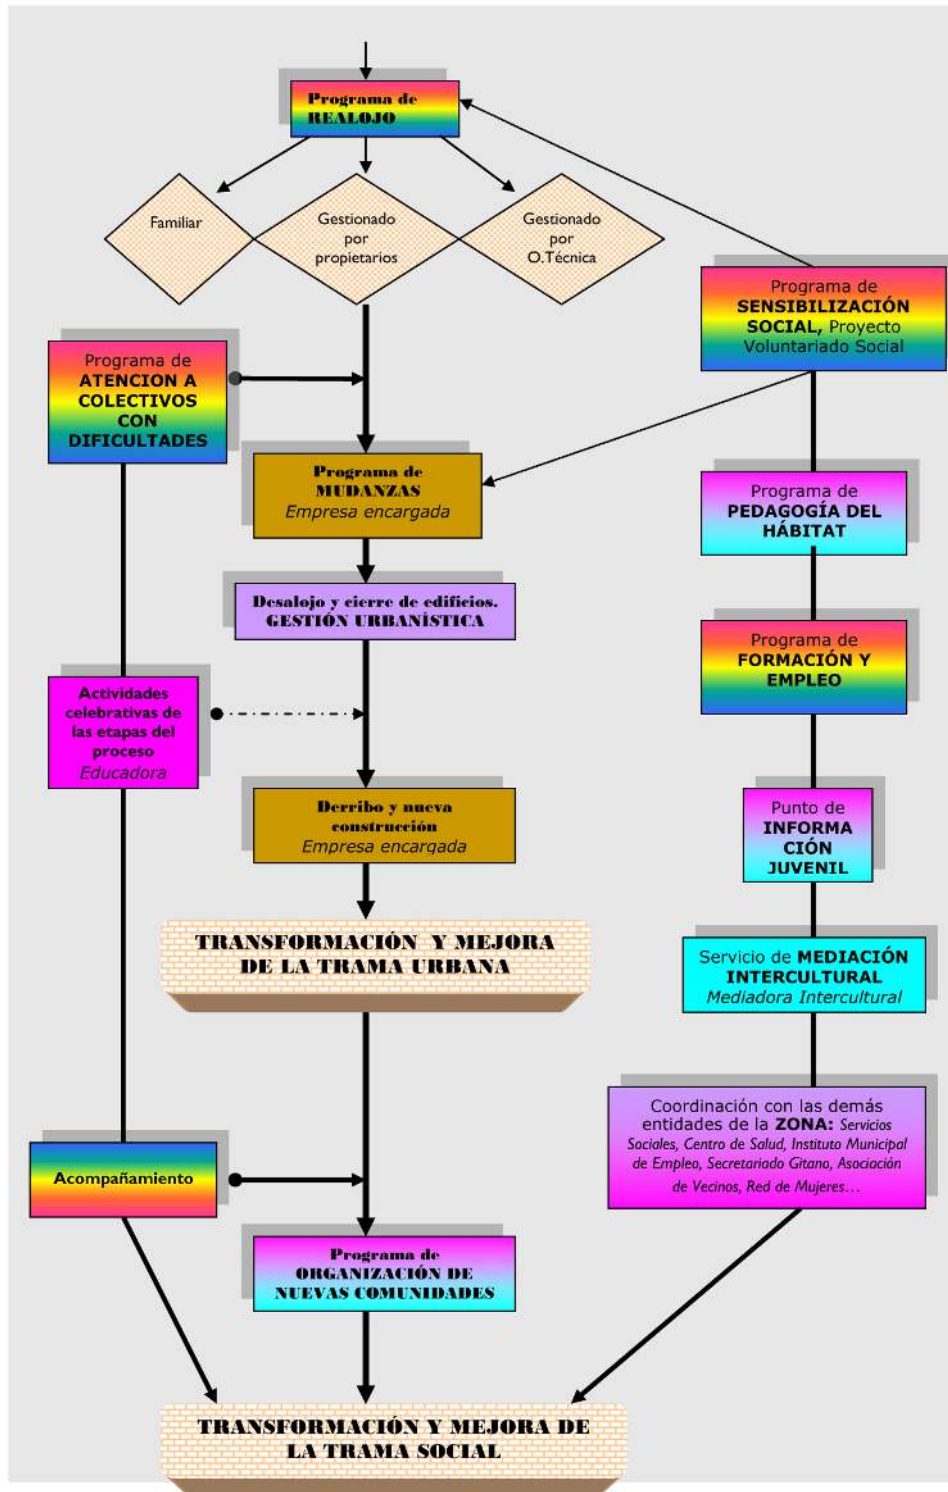 Programa de
REALOJO
Familiar
Gestionado
por
propietarios
Gestionado
por
O.Técnica
Programa de
SENSIBILIZACIÓN
SOCIAL, Proyecto
Voluntariado Social
Programa de
ATENCION A
COLECTIVOS
CON
DIFICULTADES
Programa de
MUDANZAS
Empresa encargada
Programa de
PEDAGOGÍA DEL
HÁBITAT
Desalojo y cierre de edificios.
GESTIÓN URBANÍSTICA
Programa de
FORMACIÓN Y
EMPLEO
Actividades
celebrativas de
las etapas del
proceso
Educadora
Derribo y nueva
construcción
Empresa encargada
Punto de
INFORMA
CIÓN
JUVENIL
TRANSFORMACIÓN Y MEJORA
DE LA TRAMA URBANA
Servicio de MEDIACIÓN
INTERCULTURAL
Mediadora Intercultural
Coordinación con las demás
entidades de la ZONA: Servicios
Sociales, Centro de Salud, Instituto Municipal
de Empleo, Secretariado Gitano, Asociación
de Vecinos, Red de Mujeres...
Acompañamiento
Programa de
ORGANIZACIÓN DE
NUEVAS COMUNIDADES
TRANSFORMACIÓN Y MEJORA DE
LA TRAMA SOCIAL